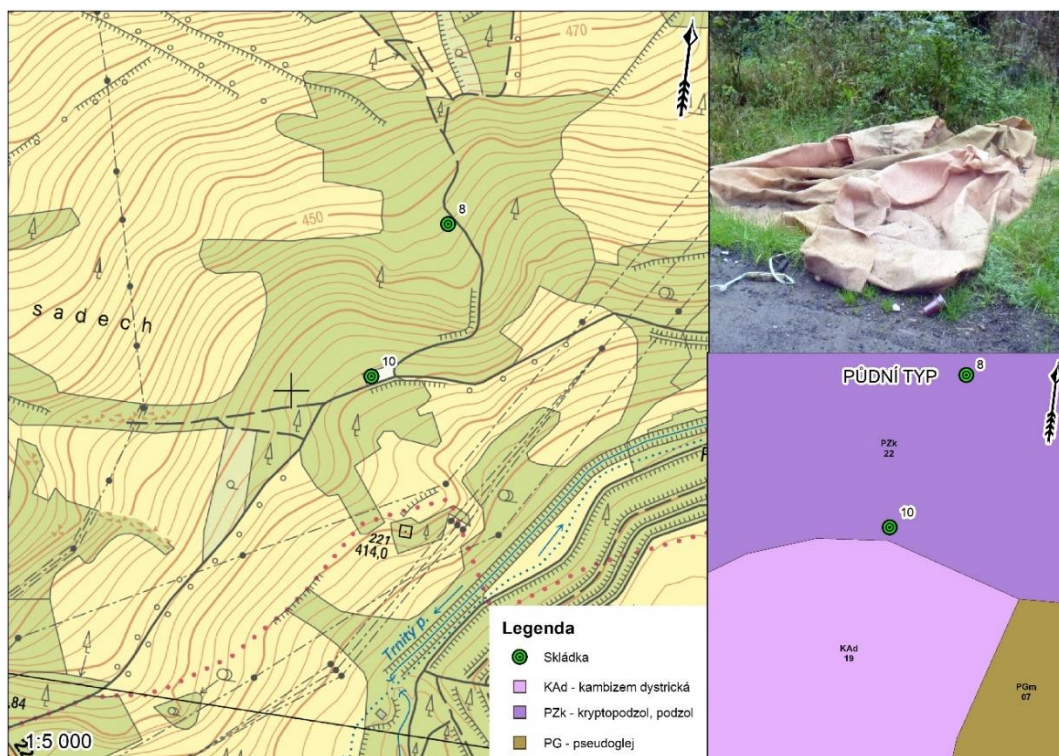 470
450
8
10
sadech
221
414,0
Trnitý p.
.84
1:5 000
Legenda
Skládka
KAd - kambizem dystrická
PZk - kryptopodzol, podzol
PG - pseudoglej
PŮDNÍ TYP
8
PZk
22
10
KAd
19
PGm
07